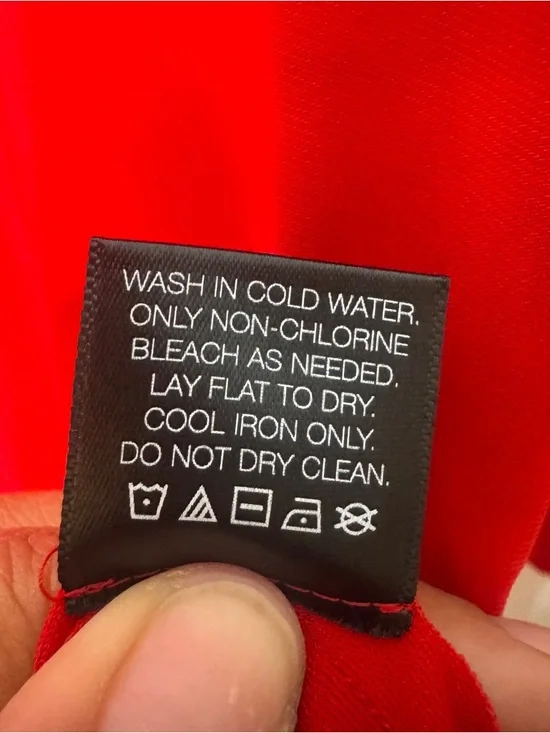 WASH IN COLD WATER.
ONLY NON-CHLORINE
BLEACH AS NEEDED.
LAY FLAT TO DRY.
COOL IRON ONLY.
DO NOT DRY CLEAN.